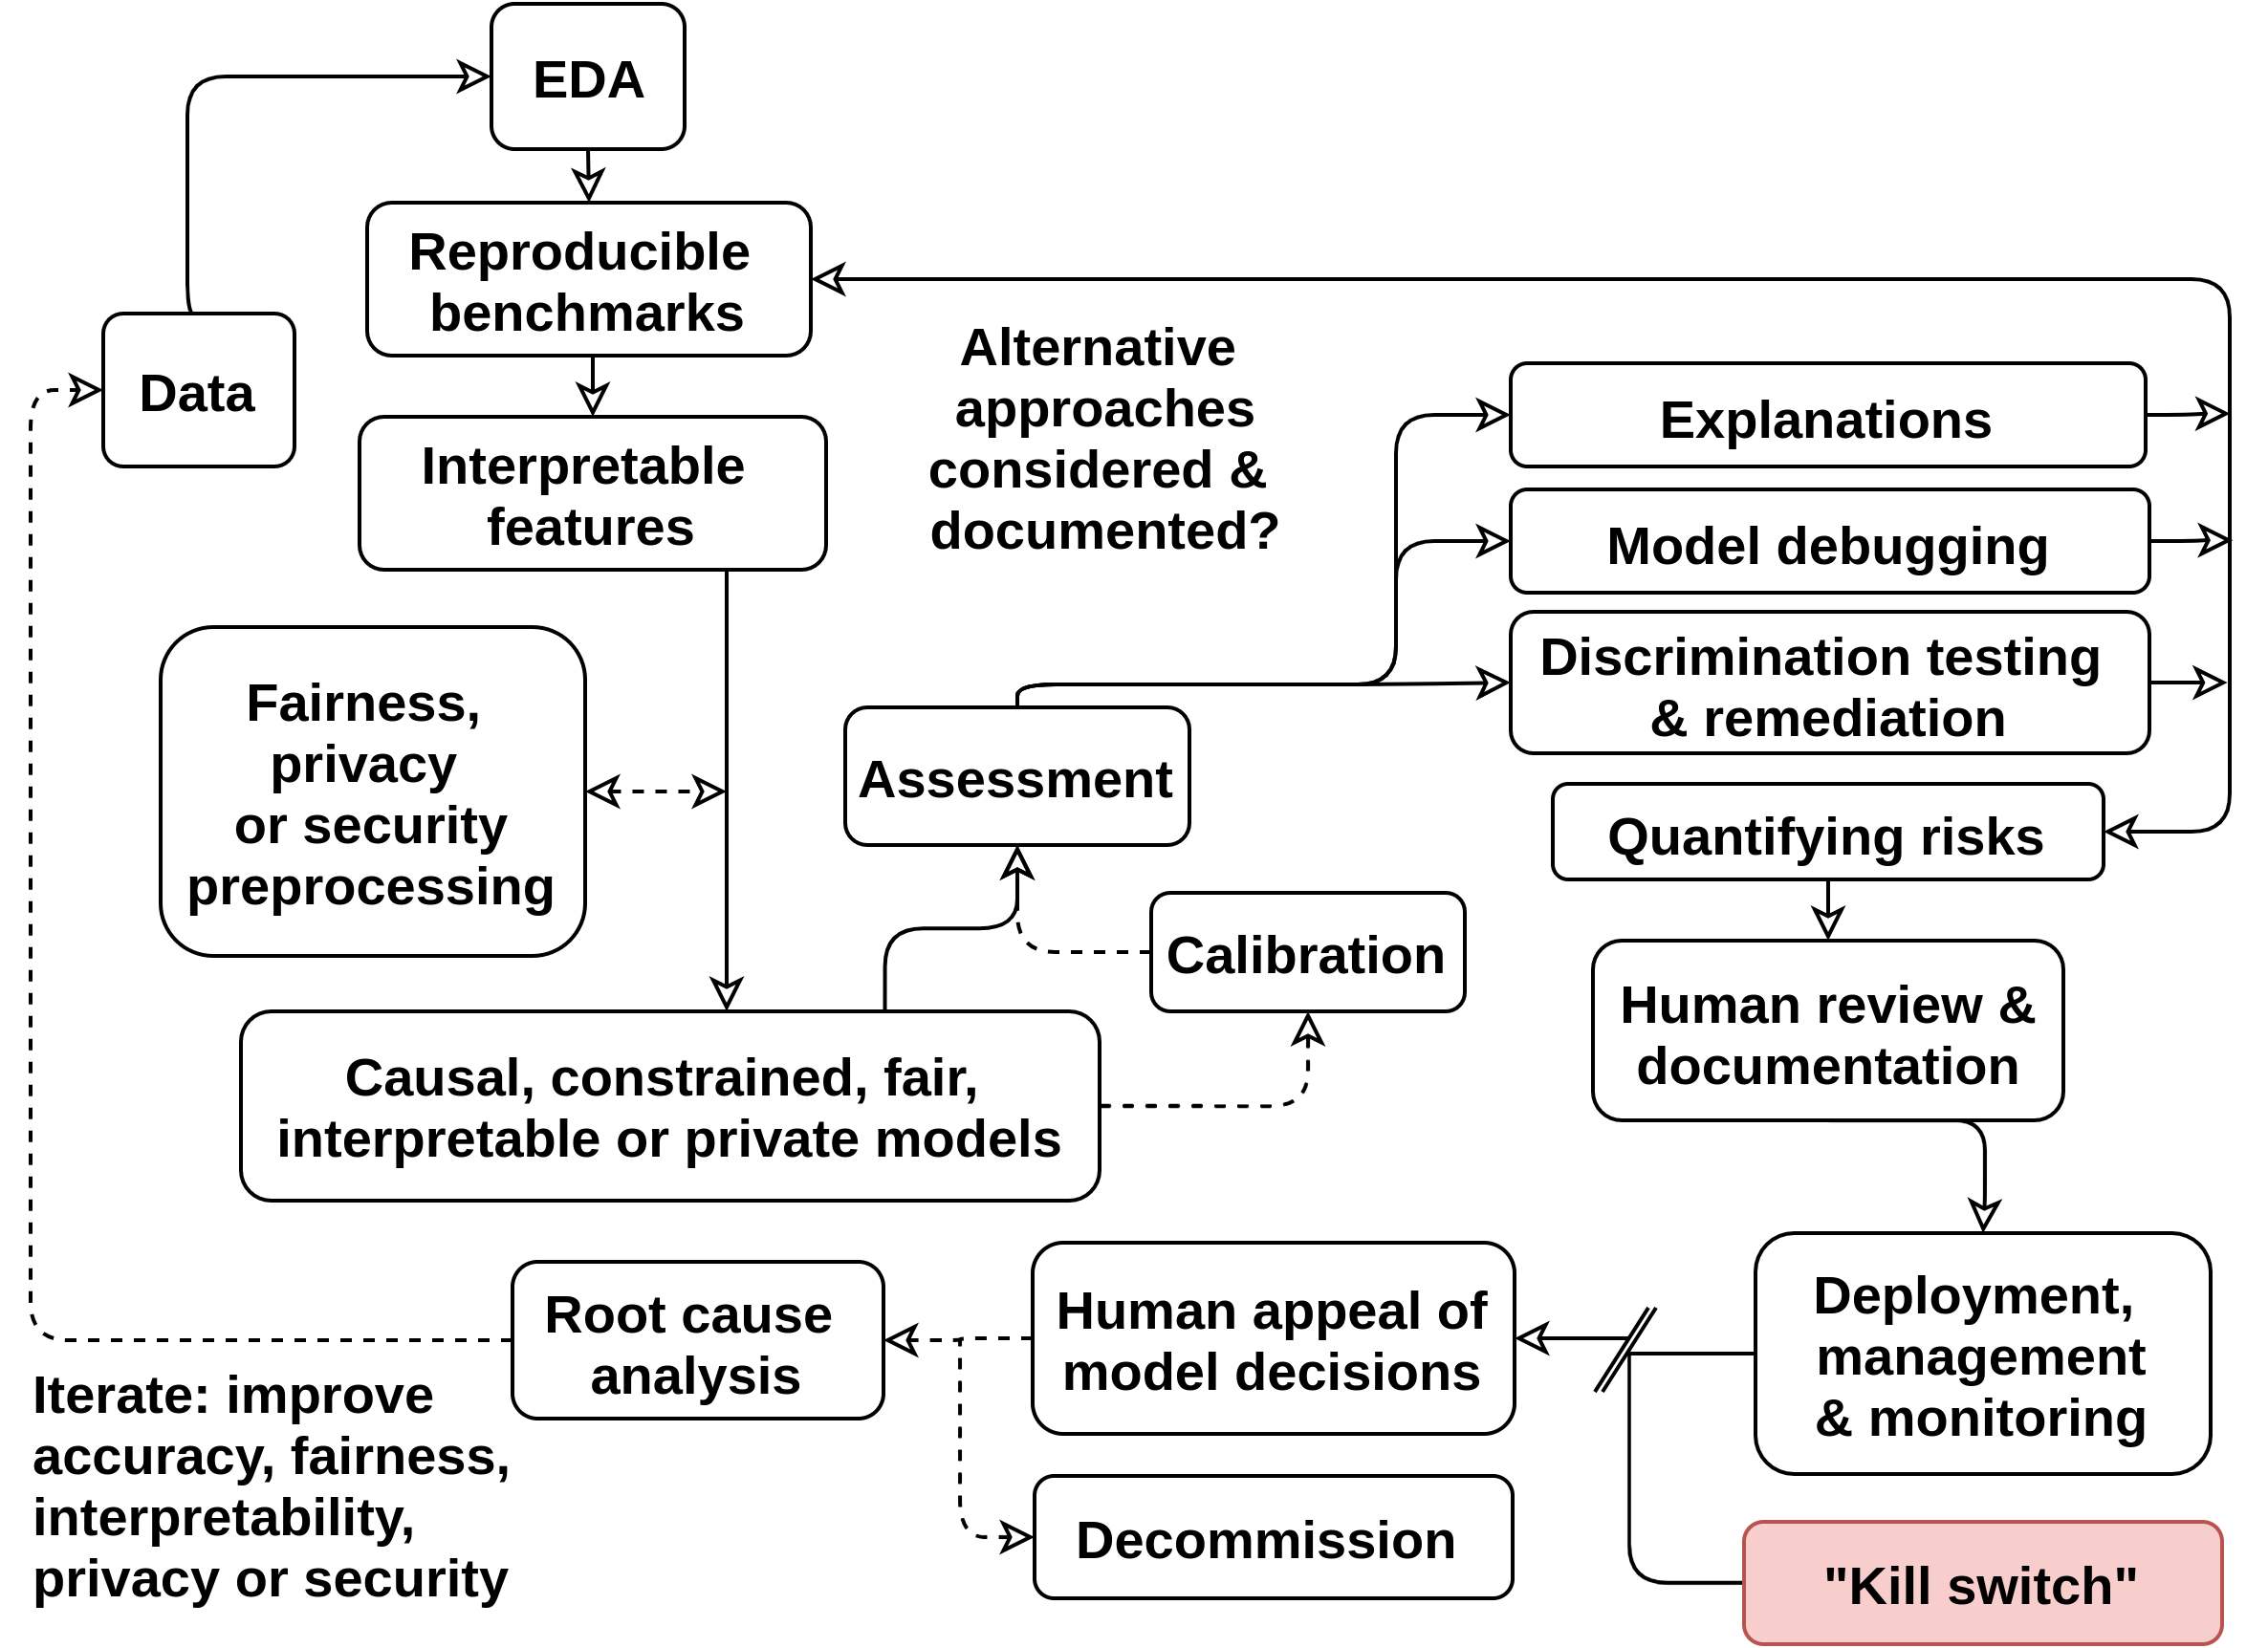 EDA
Reproducible
benchmarks
Data
Interpretable
features
Alternative
approaches
considered &
documented?
Explanations
Model debugging
Discrimination testing
& remediation
Fairness,
privacy
or security
preprocessing
Assessment
Quantifying risks
Calibration
Human review &
documentation
Causal, constrained, fair,
interpretable or private models
Root cause
analysis
Human appeal of
model decisions
Deployment,
management
& monitoring
Iterate: improve
accuracy, fairness,
interpretability,
privacy or security
Decommission
"Kill switch"